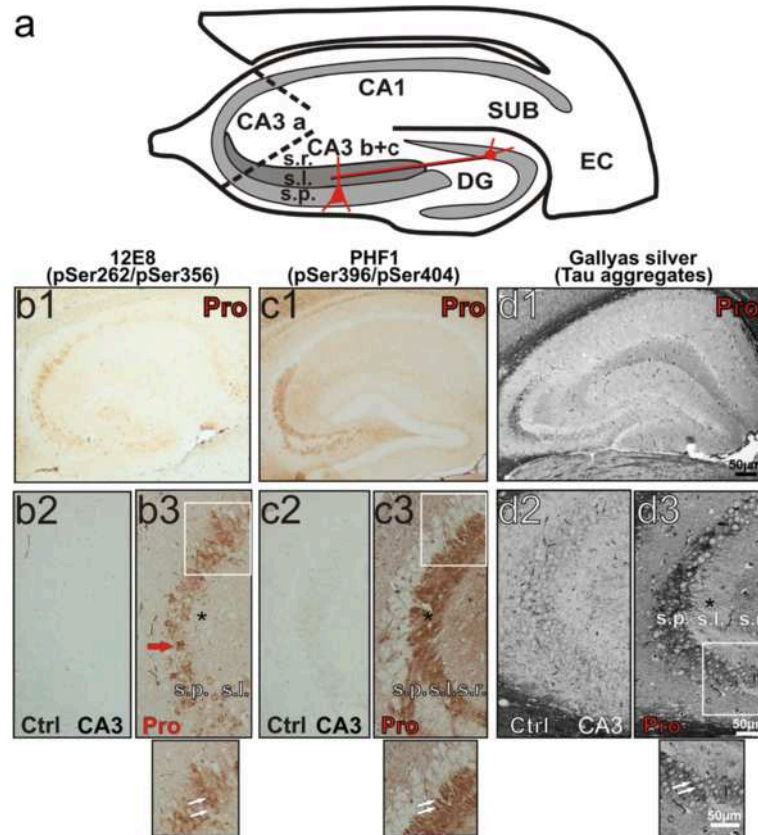 a
CA1
SUB
CA3 a
CA3 b+c
s.r.
s.l.
s.p.
DG
EC
12E8
(pSer262/pSer356)
PHF1
(pSer396/pSer404)
Gallyas silver
(Tau aggregates)
b1
Pro
c1
Pro
d1
Pro
50µm
b2
b3
c2
c3
d2
d3
*
*
*
s.p. s.l.
s.p. s.l. s.r.
s.p. s.l.
Ctrl CA3
Pro
Ctrl CA3
Pro
Ctrl CA3
Pro
50µm
50µm